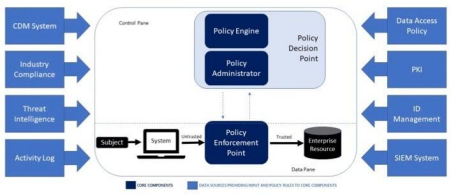 CDM System
Industry
Compliance
Threat
Intelligence
Activity Log
Control Pane
Policy Engine
Policy
Administrator
Policy
Decision
Point
Subject
System
Untrusted
Policy
Enforcement
Point
Trusted
Enterprise
Resource
Data Pane
Data Access
Policy
PKI
ID
Management
SIEM System
CORE COMPONENTS
DATA SOURCES PROVIDING INPUT AND POLICY RULES TO CORE COMPONENTS